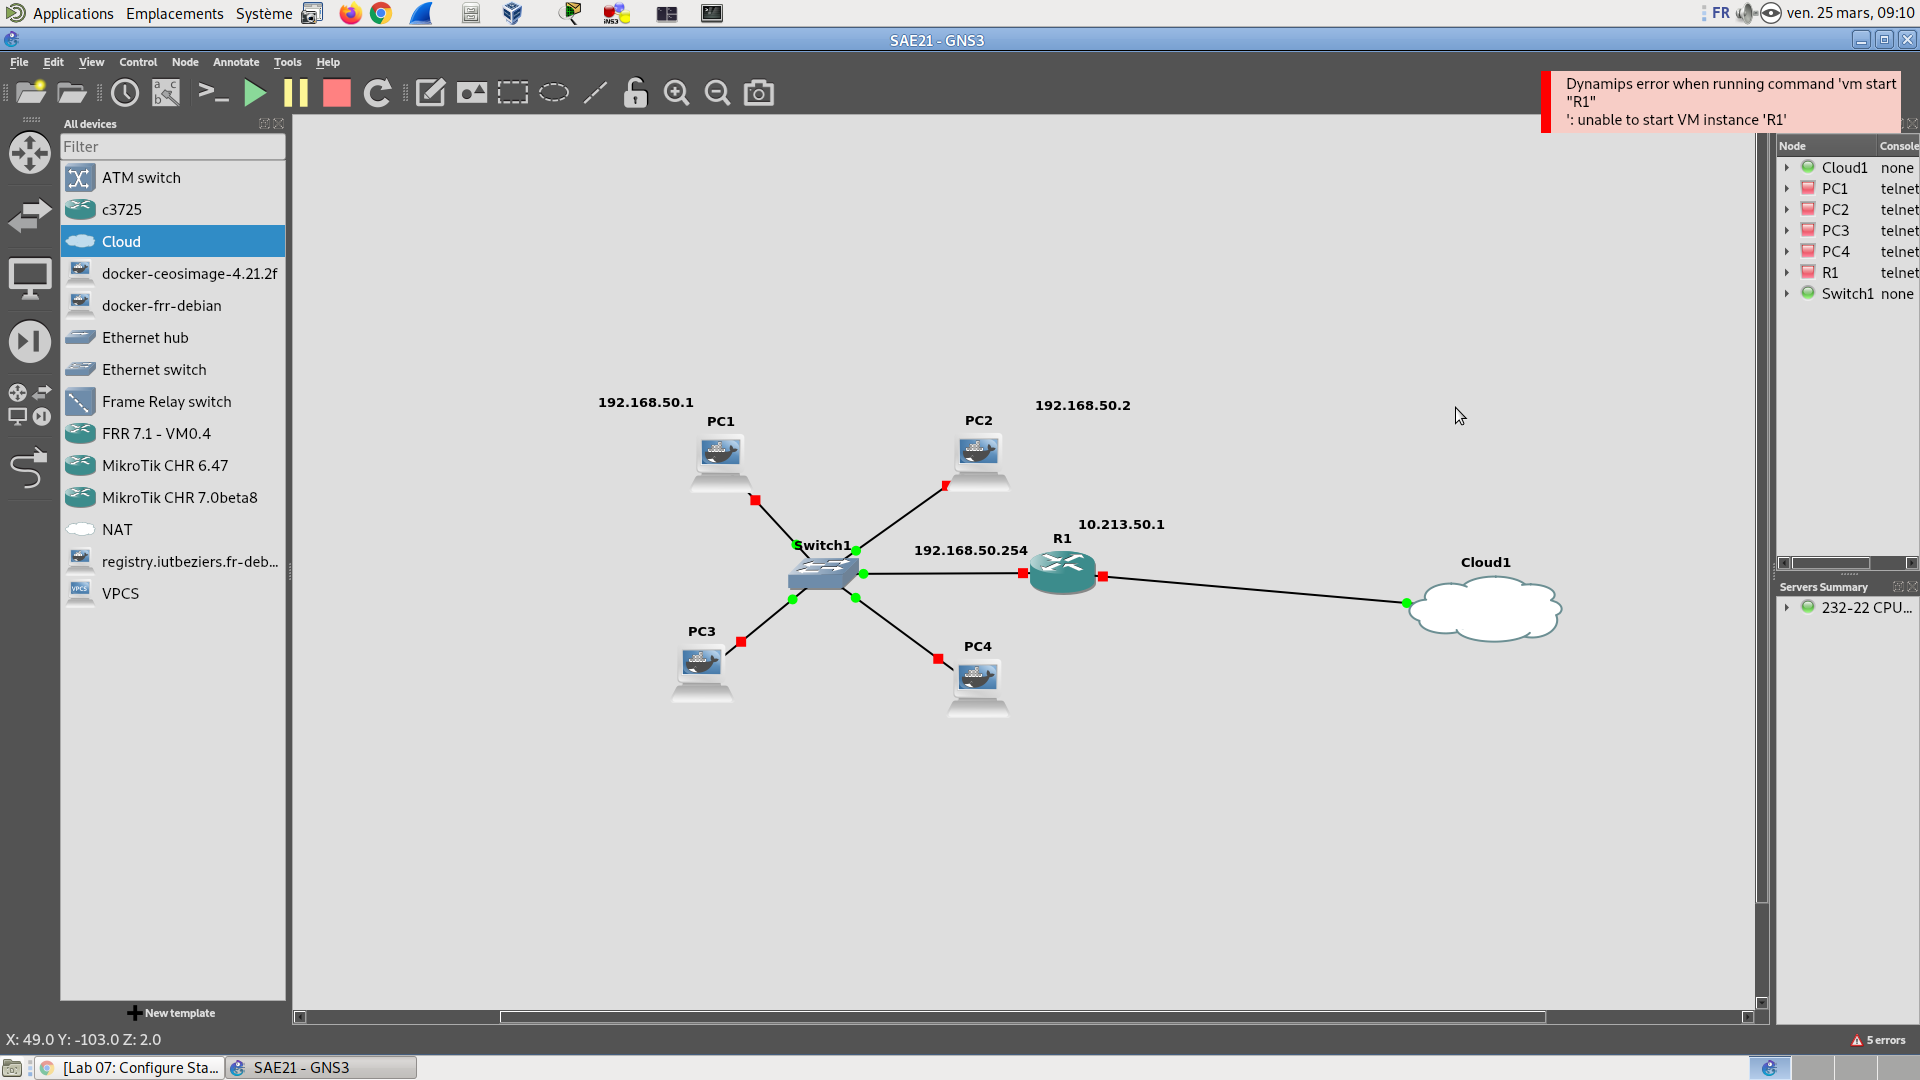 Applications Emplacements Système
FR ven. 25 mars, 09:10
SAE21 - GNS3
File Edit View Control Node Annotate Tools Help
Dynamips error when running command 'vm start
"R1"
': unable to start VM instance 'R1'
All devices
Filter
ATM switch
c3725
Cloud
docker-ceosimage-4.21.2f
docker-frr-debian
Ethernet hub
Ethernet switch
Frame Relay switch
FRR 7.1 - VM0.4
MikroTik CHR 6.47
MikroTik CHR 7.0beta8
NAT
registry.iutbeziers.fr-deb...
VPCS
New template
192.168.50.1
PC1
PC2
192.168.50.2
Switch1
192.168.50.254
R1
10.213.50.1
Cloud1
PC3
PC4
Node Console
Cloud1 none
PC1 telnet
PC2 telnet
PC3 telnet
PC4 telnet
R1 telnet
Switch1 none
Servers Summary
232-22 CPU...
X: 49.0 Y: -103.0 Z: 2.0
5 errors
[Lab 07: Configure Sta...
SAE21 - GNS3